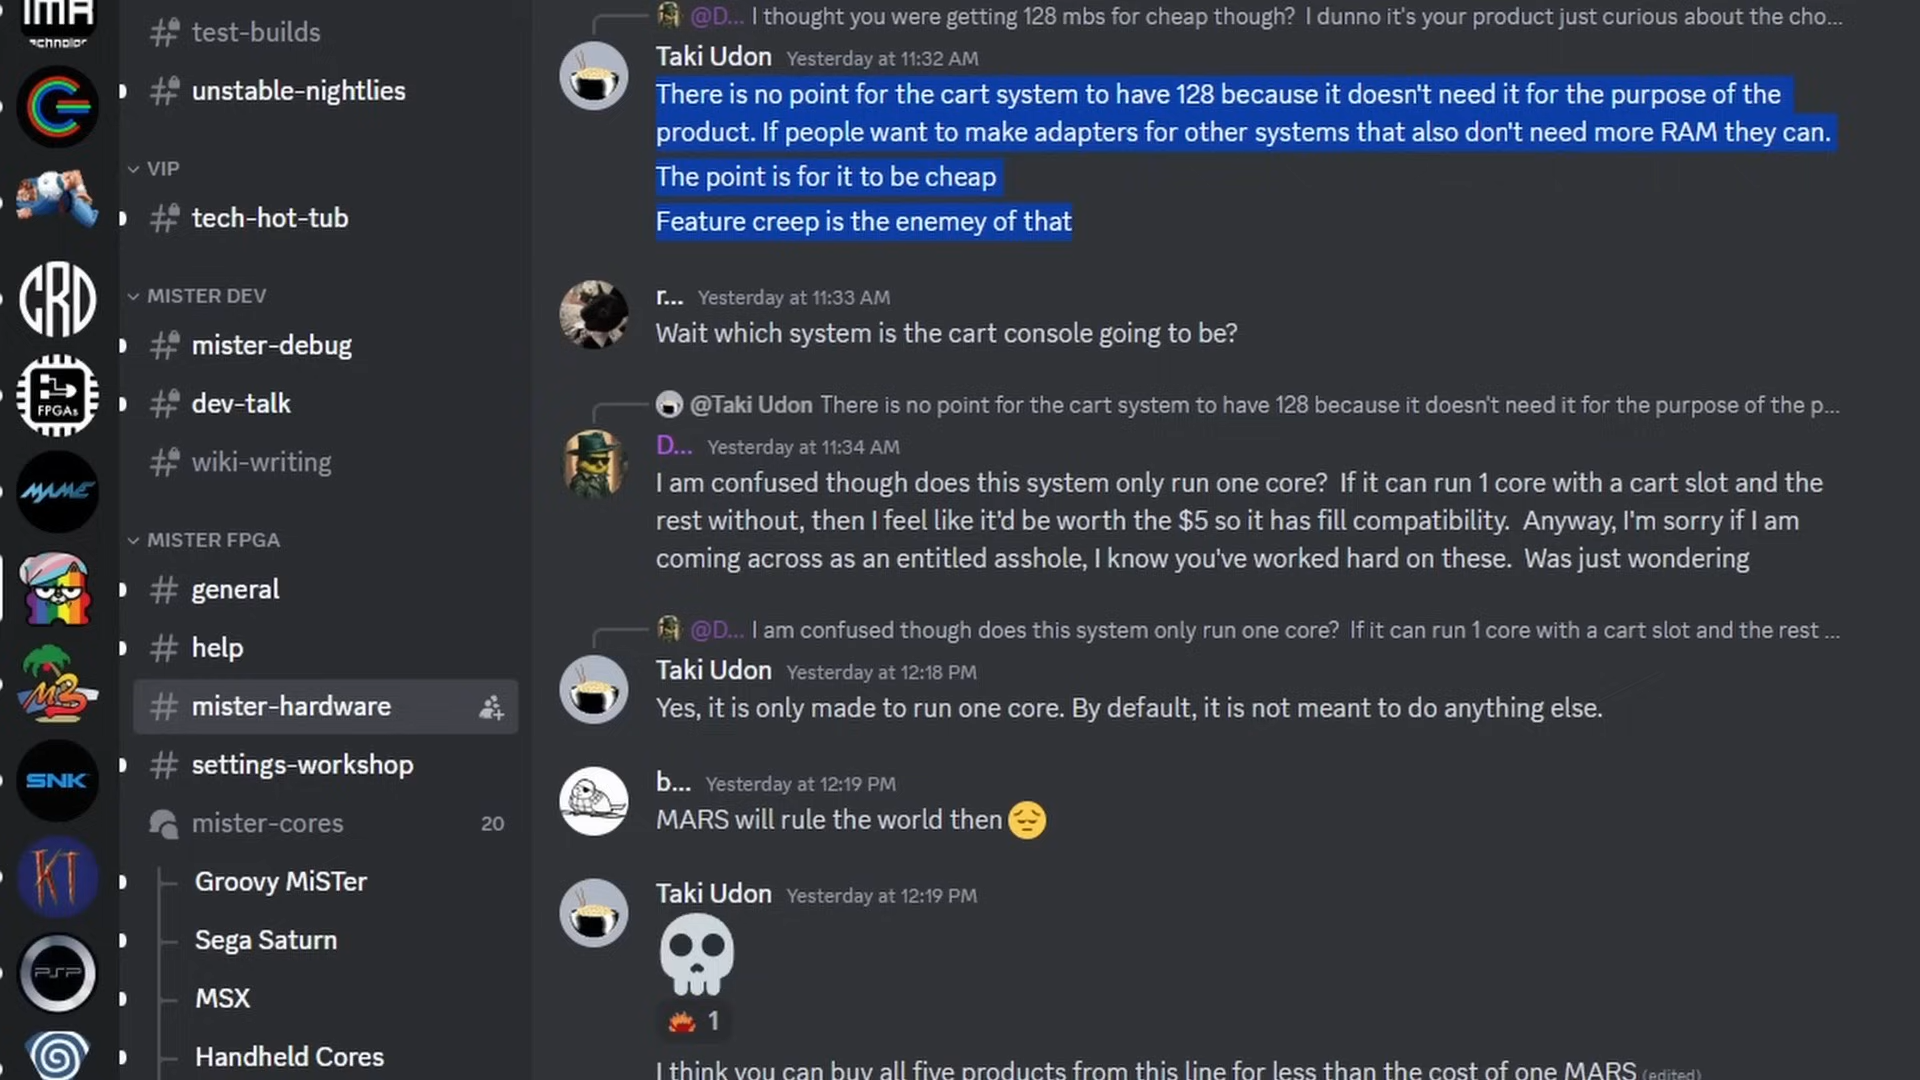 IMR
echnolog
CRD
FPGAs
MAME
SNK
KT
PSP
test-builds
unstable-nightlies
VIP
tech-hot-tub
MISTER DEV
mister-debug
dev-talk
wiki-writing
MISTER FPGA
general
help
mister-hardware
settings-workshop
mister-cores 20
Groovy MiSTer
Sega Saturn
MSX
Handheld Cores
@D... I thought you were getting 128 mbs for cheap though? I dunno it's your product just curious about the cho...
Taki Udon Yesterday at 11:32 AM
There is no point for the cart system to have 128 because it doesn't need it for the purpose of the
product. If people want to make adapters for other systems that also don't need more RAM they can.
The point is for it to be cheap
Feature creep is the enemey of that
r... Yesterday at 11:33 AM
Wait which system is the cart console going to be?
@Taki Udon There is no point for the cart system to have 128 because it doesn't need it for the purpose of the p...
D... Yesterday at 11:34 AM
I am confused though does this system only run one core? If it can run 1 core with a cart slot and the
rest without, then I feel like it'd be worth the $5 so it has fill compatibility. Anyway, I'm sorry if I am
coming across as an entitled asshole, I know you've worked hard on these. Was just wondering
@D... I am confused though does this system only run one core? If it can run 1 core with a cart slot and the rest ...
Taki Udon Yesterday at 12:18 PM
Yes, it is only made to run one core. By default, it is not meant to do anything else.
b... Yesterday at 12:19 PM
MARS will rule the world then 😔
Taki Udon Yesterday at 12:19 PM
💀
1
I think you can buy all five products from this line for less than the cost of one MARS (edited)